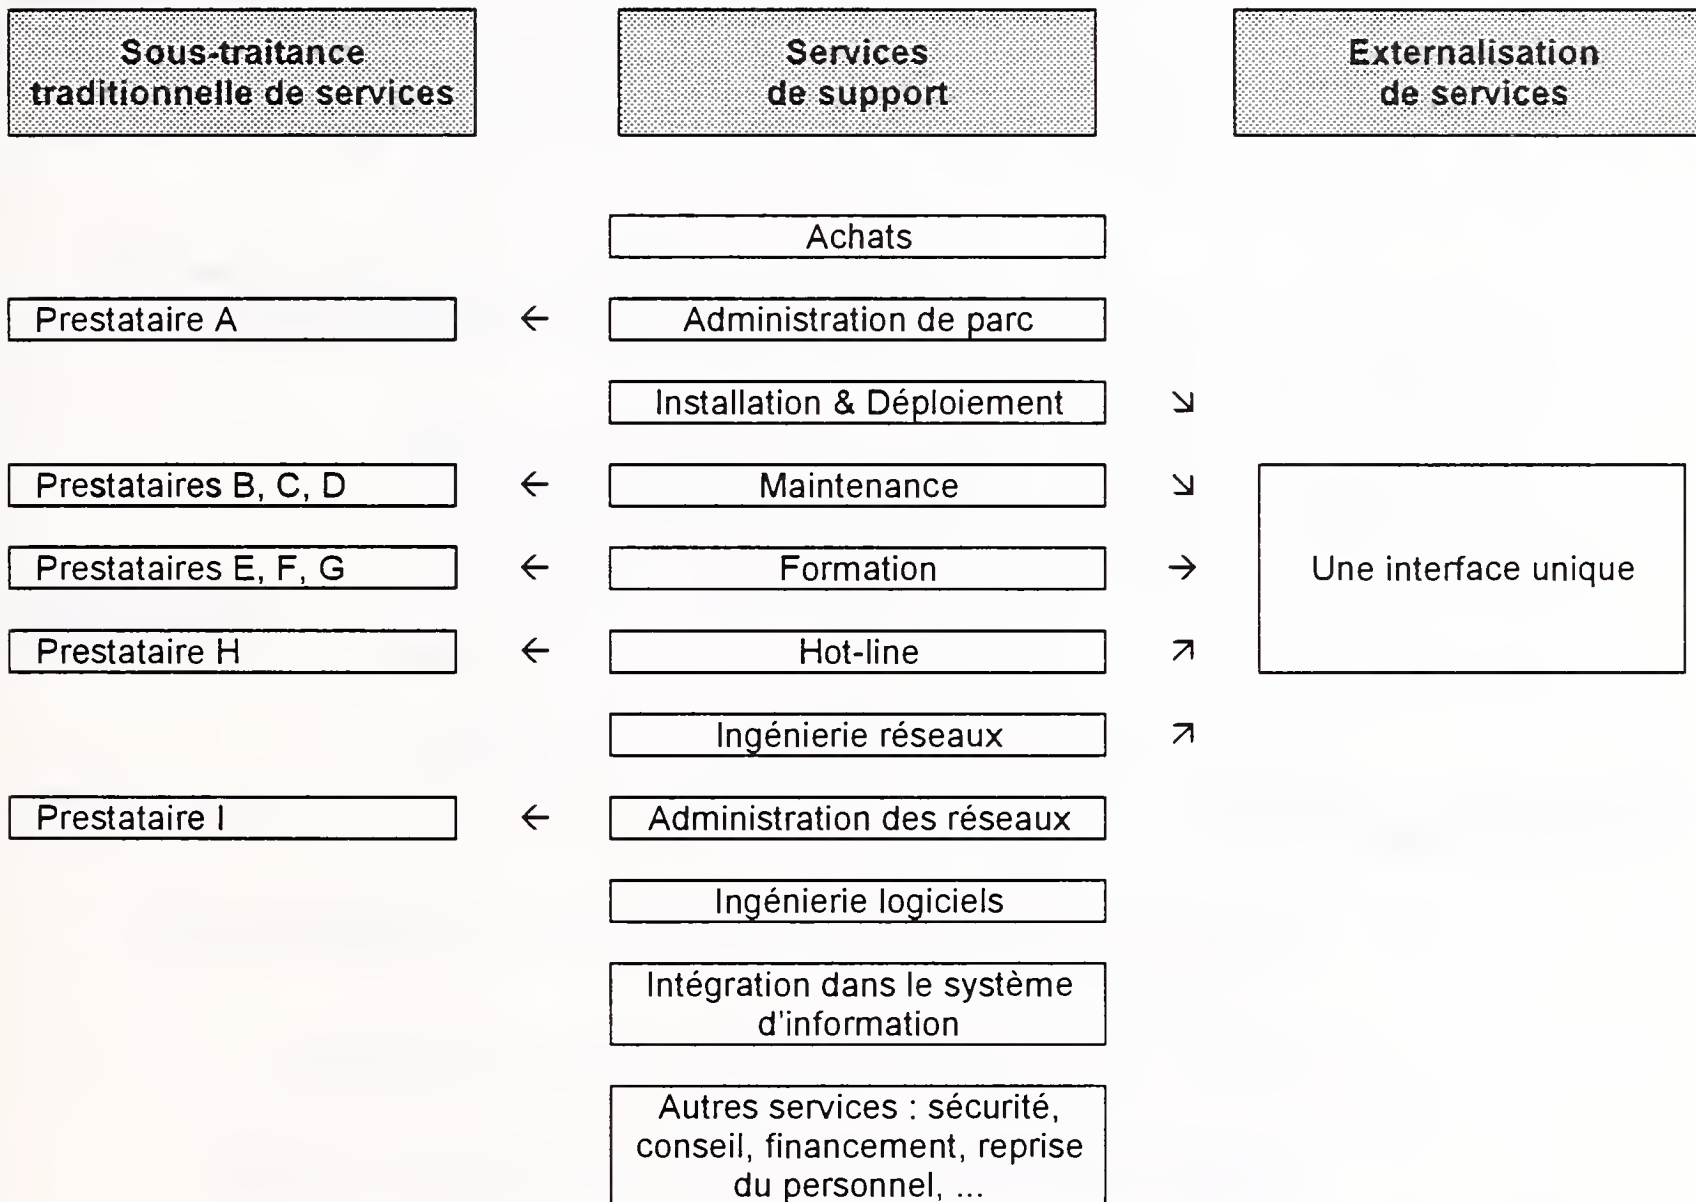 Sous-traitance
traditionnelle de services
Services
de support
Externalisation
de services
Achats
Prestataire A ← Administration de parc
Installation & Déploiement ↘
Prestataires B, C, D ← Maintenance ↘
Prestataires E, F, G ← Formation → Une interface unique
Prestataire H ← Hot-line ↗
Ingénierie réseaux ↗
Prestataire I ← Administration des réseaux
Ingénierie logiciels
Intégration dans le système
d'information
Autres services : sécurité,
conseil, financement, reprise
du personnel, ...